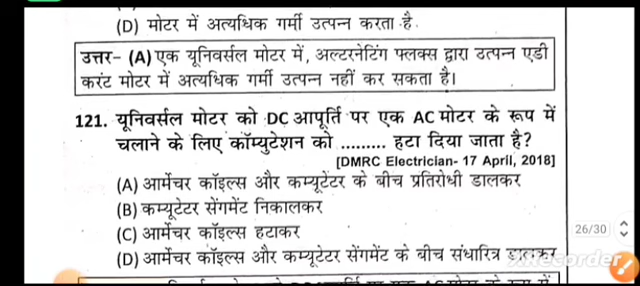 (D) मोटर में अत्यधिक गर्मी उत्पन्न करता है.
उत्तर– (A) एक यूनिवर्सल मोटर में, अल्टरनेटिंग फ्लक्स द्वारा उत्पन्न एडी
करंट मोटर में अत्यधिक गर्मी उत्पन्न नहीं कर सकता है।
121. यूनिवर्सल मोटर को DC आपूर्ति पर एक AC मोटर के रूप में
चलाने के लिए कॉम्युटेशन को ......... हटा दिया जाता है?
[DMRC Electrician- 17 April, 2018]
(A) आर्मेचर कॉइल्स और कम्यूटेटर के बीच प्रतिरोधी डालकर
(B) कम्यूटेटर सेगमेंट निकालकर
26/30
(C) आर्मेचर कॉइल्स हटाकर
(D) आर्मेचर कॉइल्स और कम्यूटेटर सेगमेंट के बीच संधारित्र डालकर